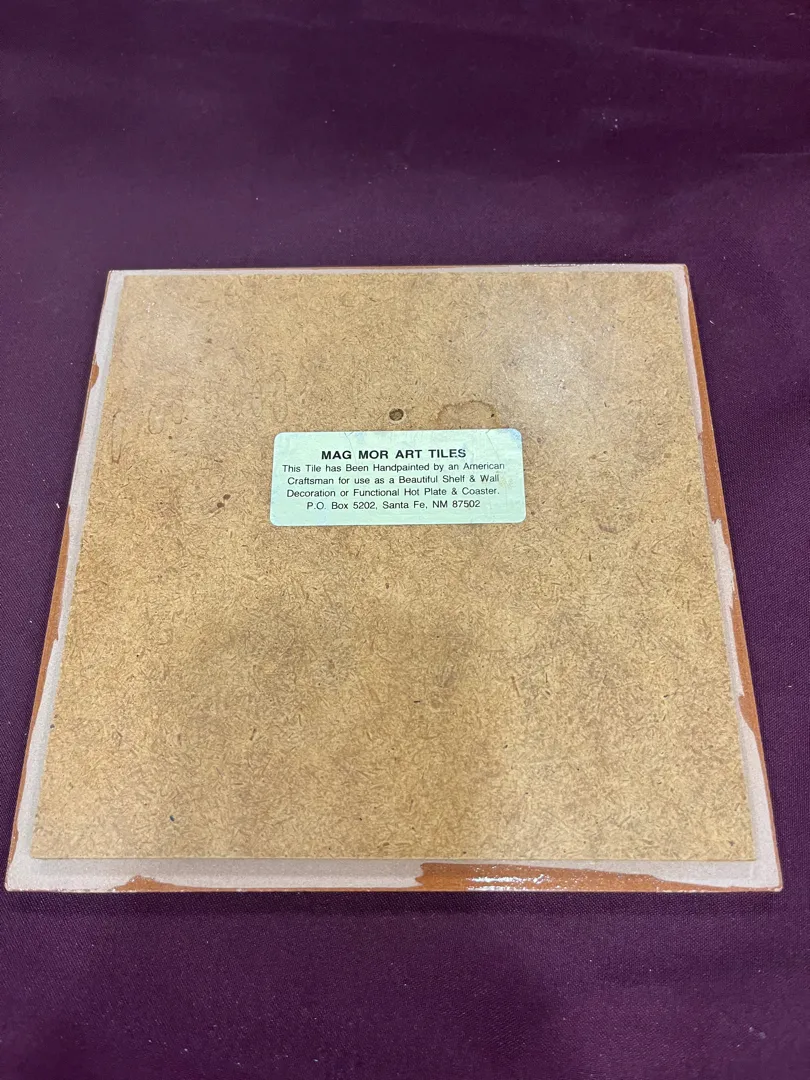 MAG MOR ART TILES
This Tile has Been Handpainted by an American
Craftsman for use as a Beautiful Shelf & Wall
Decoration or Functional Hot Plate & Coaster.
P.O. Box 5202, Santa Fe, NM 87502